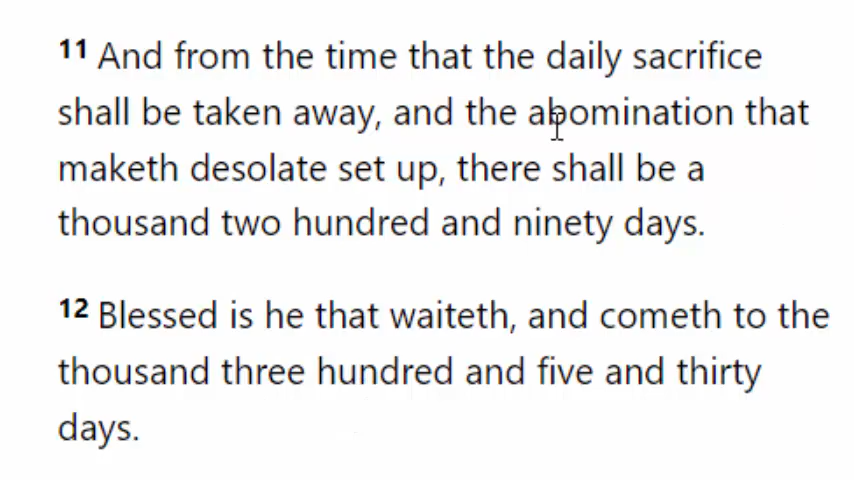 11 And from the time that the daily sacrifice
shall be taken away, and the abomination that
maketh desolate set up, there shall be a
thousand two hundred and ninety days.
12 Blessed is he that waiteth, and cometh to the
thousand three hundred and five and thirty
days.